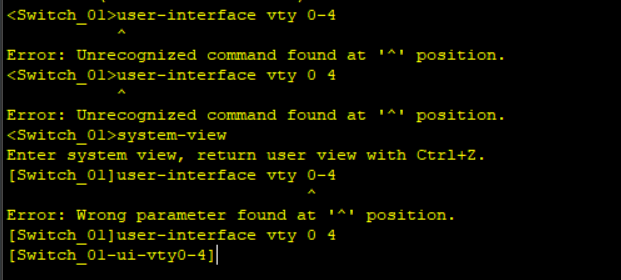 <Switch_01>user-interface vty 0-4
^
Error: Unrecognized command found at '^' position.
<Switch_01>user-interface vty 0 4
^
Error: Unrecognized command found at '^' position.
<Switch_01>system-view
Enter system view, return user view with Ctrl+Z.
[Switch_01]user-interface vty 0-4
^
Error: Wrong parameter found at '^' position.
[Switch_01]user-interface vty 0 4
[Switch_01-ui-vty0-4]